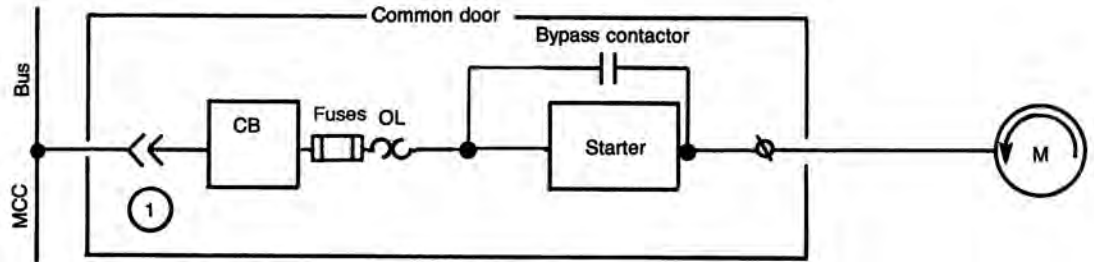 Common door
Bypass contactor
Bus
Fuses
OL
CB
Starter
M
MCC
1